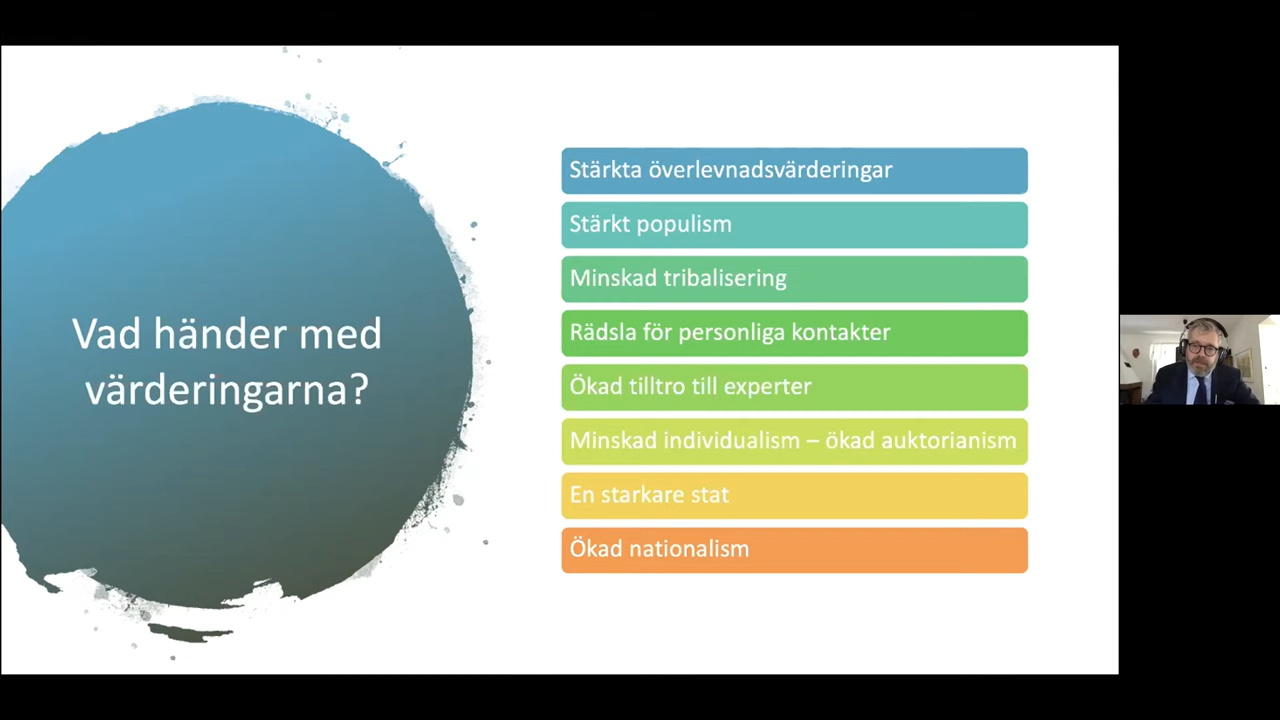 Vad händer med
värderingarna?
Stärkta överlevnadsvärderingar
Stärkt populism
Minskad tribalisering
Rädsla för personliga kontakter
Ökad tilltro till experter
Minskad individualism – ökad auktorianism
En starkare stat
Ökad nationalism